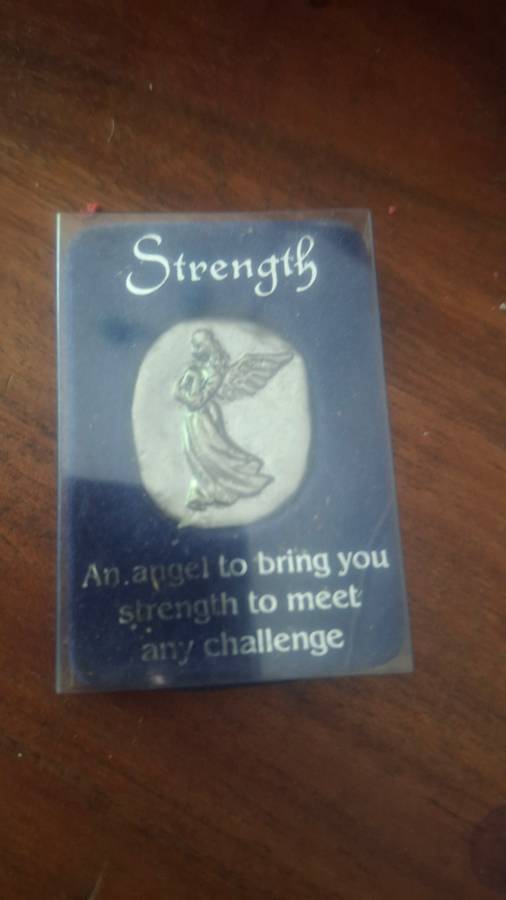 Strength
An angel to bring you
strength to meet
any challenge